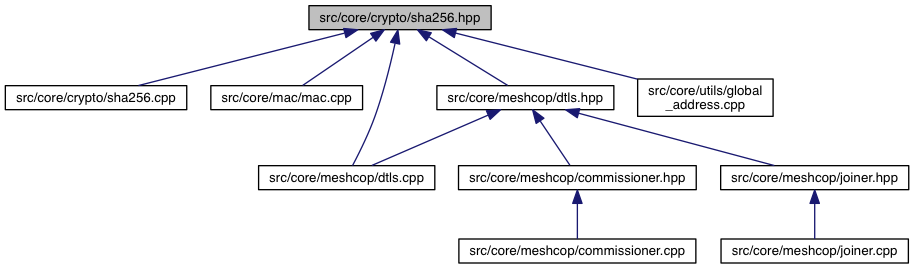 src/core/crypto/sha256.hpp
src/core/crypto/sha256.cpp
src/core/mac/mac.cpp
src/core/meshcop/dtls.hpp
src/core/utils/global
_address.cpp
src/core/meshcop/dtls.cpp
src/core/meshcop/commissioner.hpp
src/core/meshcop/joiner.hpp
src/core/meshcop/commissioner.cpp
src/core/meshcop/joiner.cpp